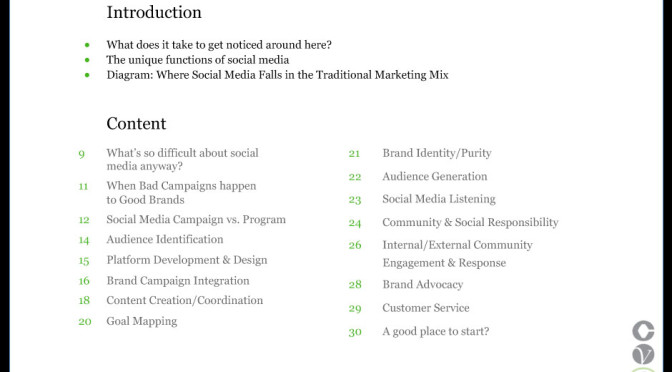 Introduction
What does it take to get noticed around here?
The unique functions of social media
Diagram: Where Social Media Falls in the Traditional Marketing Mix
Content
9 What's so difficult about social
media anyway?
11 When Bad Campaigns happen
to Good Brands
12 Social Media Campaign vs. Program
14 Audience Identification
15 Platform Development & Design
16 Brand Campaign Integration
18 Content Creation/Coordination
20 Goal Mapping
21 Brand Identity/Purity
22 Audience Generation
23 Social Media Listening
24 Community & Social Responsibility
26 Internal/External Community
Engagement & Response
28 Brand Advocacy
29 Customer Service
30 A good place to start?